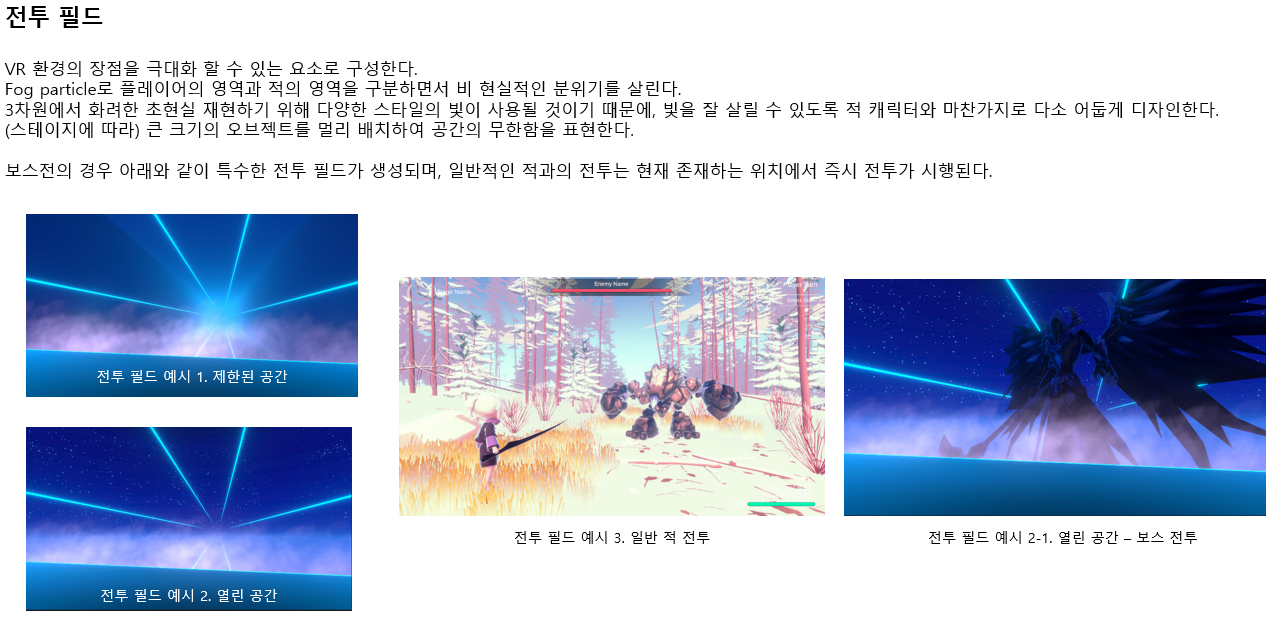 전투 필드
VR 환경의 장점을 극대화 할 수 있는 요소로 구성한다.
Fog particle로 플레이어의 영역과 적의 영역을 구분하면서 비 현실적인 분위기를 살린다.
3차원에서 화려한 초현실 재현하기 위해 다양한 스타일의 빛이 사용될 것이기 때문에, 빛을 잘 살릴 수 있도록 적 캐릭터와 마찬가지로 다소 어둡게 디자인한다.
(스테이지에 따라) 큰 크기의 오브젝트를 멀리 배치하여 공간의 무한함을 표현한다.
보스전의 경우 아래와 같이 특수한 전투 필드가 생성되며, 일반적인 적과의 전투는 현재 존재하는 위치에서 즉시 전투가 시행된다.
전투 필드 예시 1. 제한된 공간
전투 필드 예시 2. 열린 공간
Enemy Name
Name
Player Turn
전투 필드 예시 3. 일반 적 전투
전투 필드 예시 2-1. 열린 공간 – 보스 전투